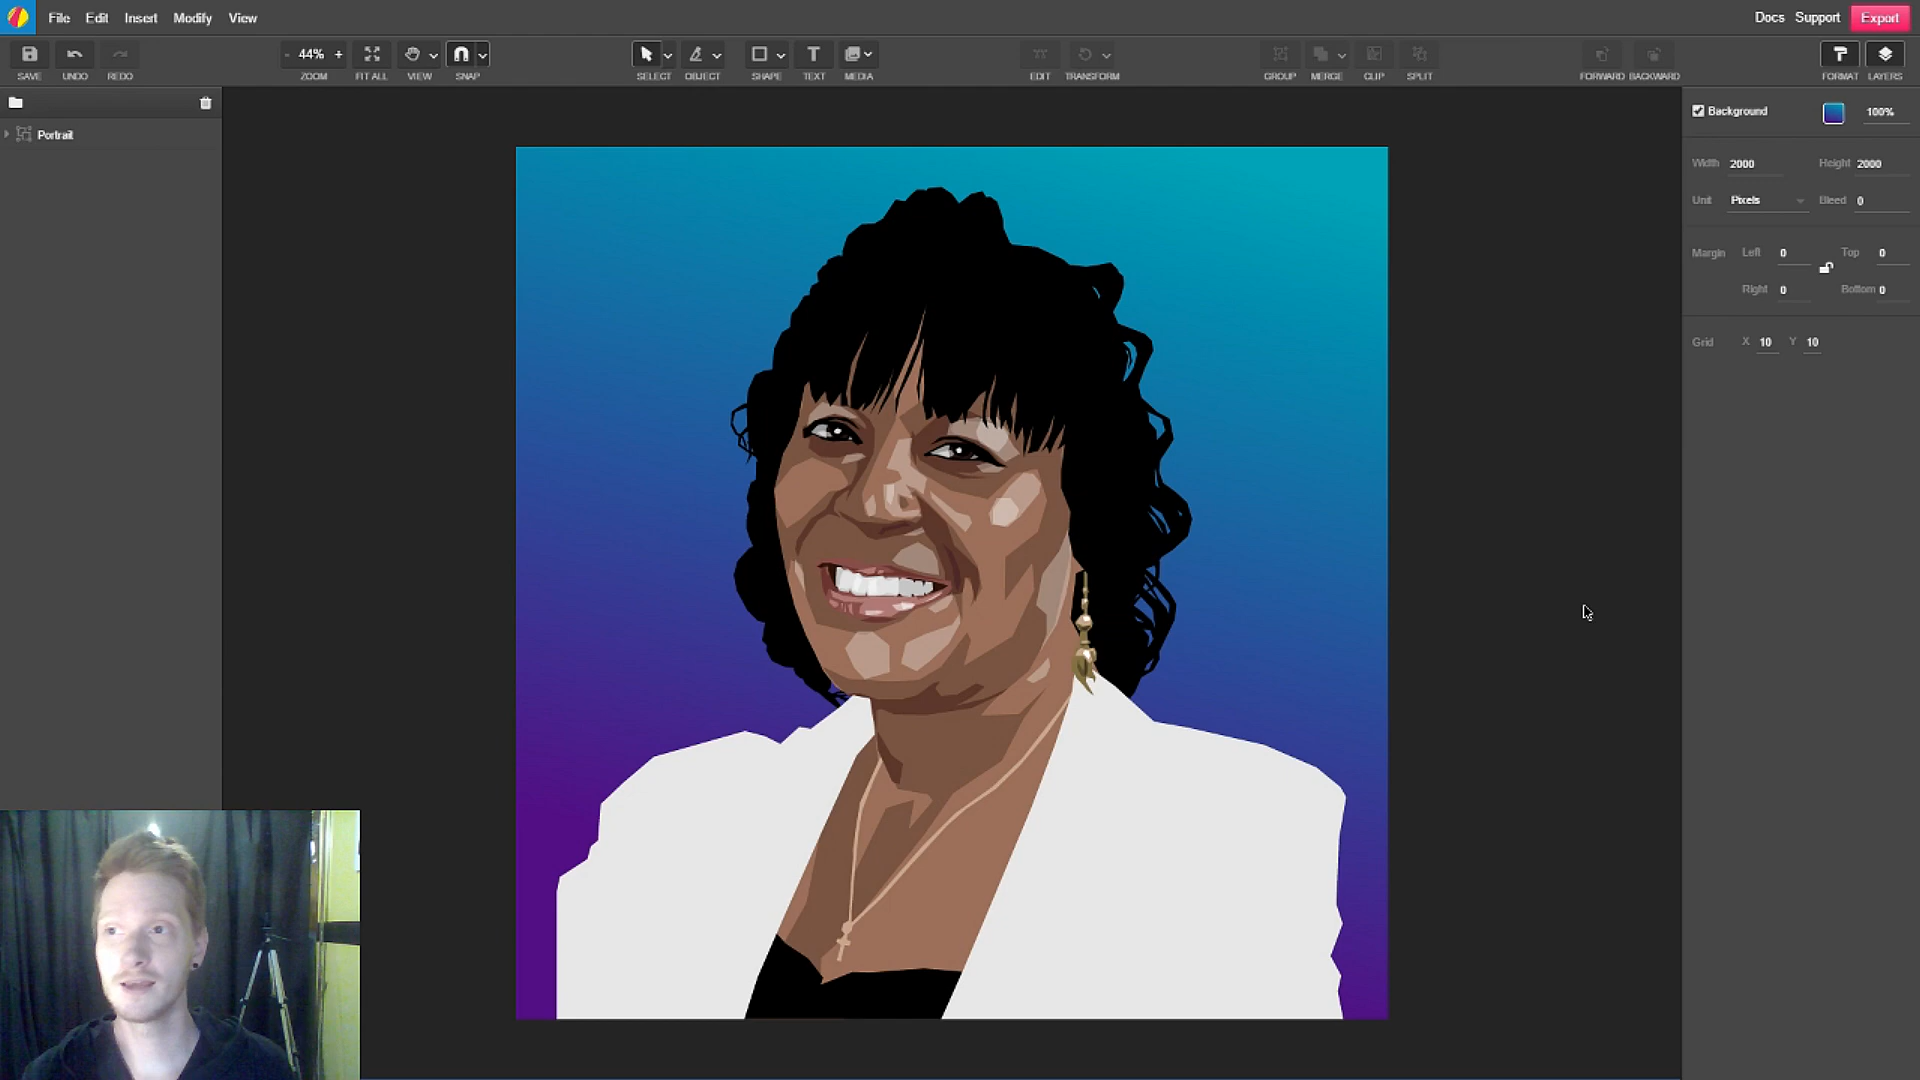 File Edit Insert Modify View Docs Support Export
- 44% +
SAVE UNDO REDO ZOOM FIT ALL VIEW SNAP SELECT OBJECT SHAPE T TEXT MEDIA EDIT TRANSFORM GROUP MERGE CLIP SPLIT FORWARD BACKWARD FORMAT LAYERS
Background 100%
Portrait
Width 2000 Height 2000
Unit Pixels Bleed 0
Margin Left 0 Top 0
Right 0 Bottom 0
Grid X 10 Y 10